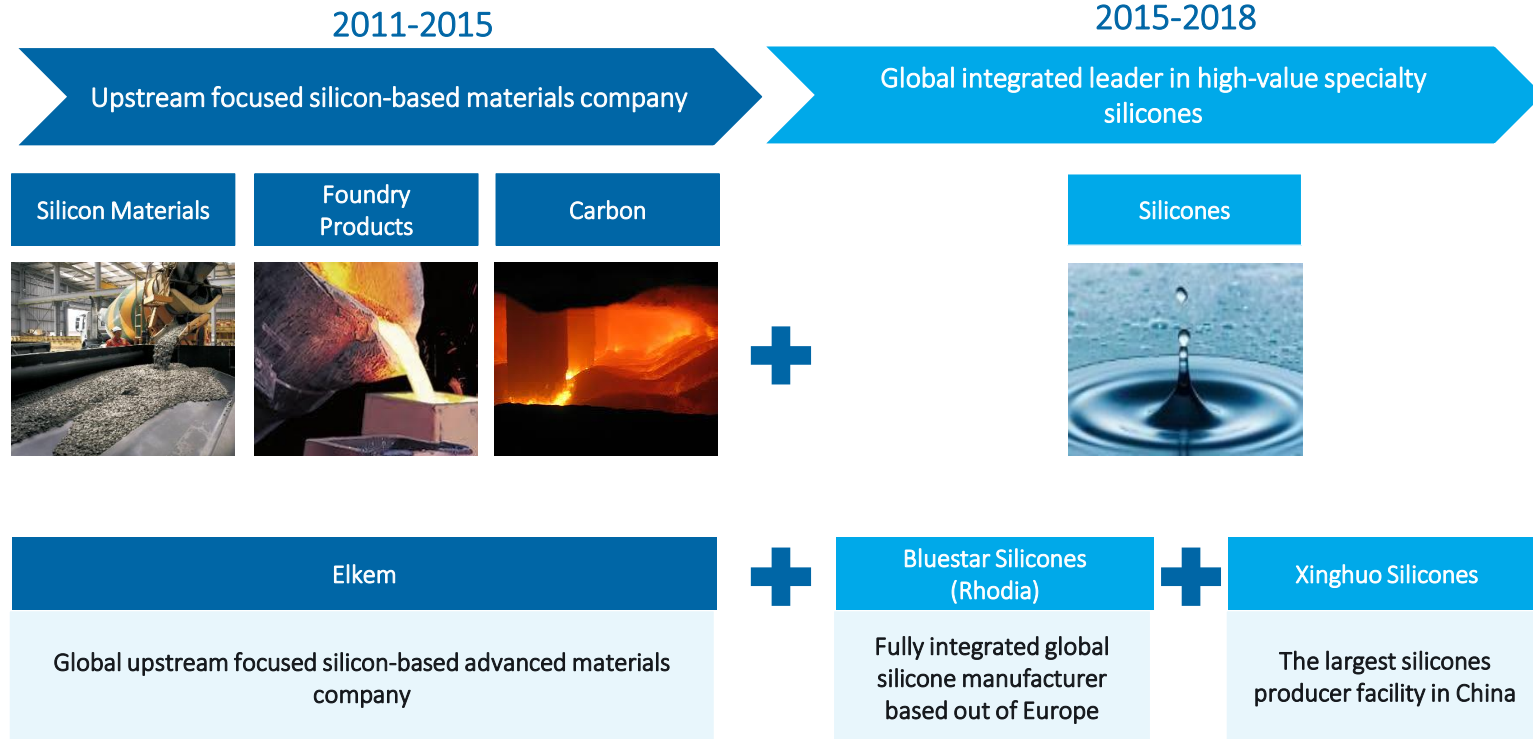 2011-2015
2015-2018
Upstream focused silicon-based materials company
Global integrated leader in high-value specialty
silicones
Silicon Materials
Foundry
Products
Carbon
Silicones
Elkem
Bluestar Silicones
(Rhodia)
Xinghuo Silicones
Global upstream focused silicon-based advanced materials
company
Fully integrated global
silicone manufacturer
based out of Europe
The largest silicones
producer facility in China